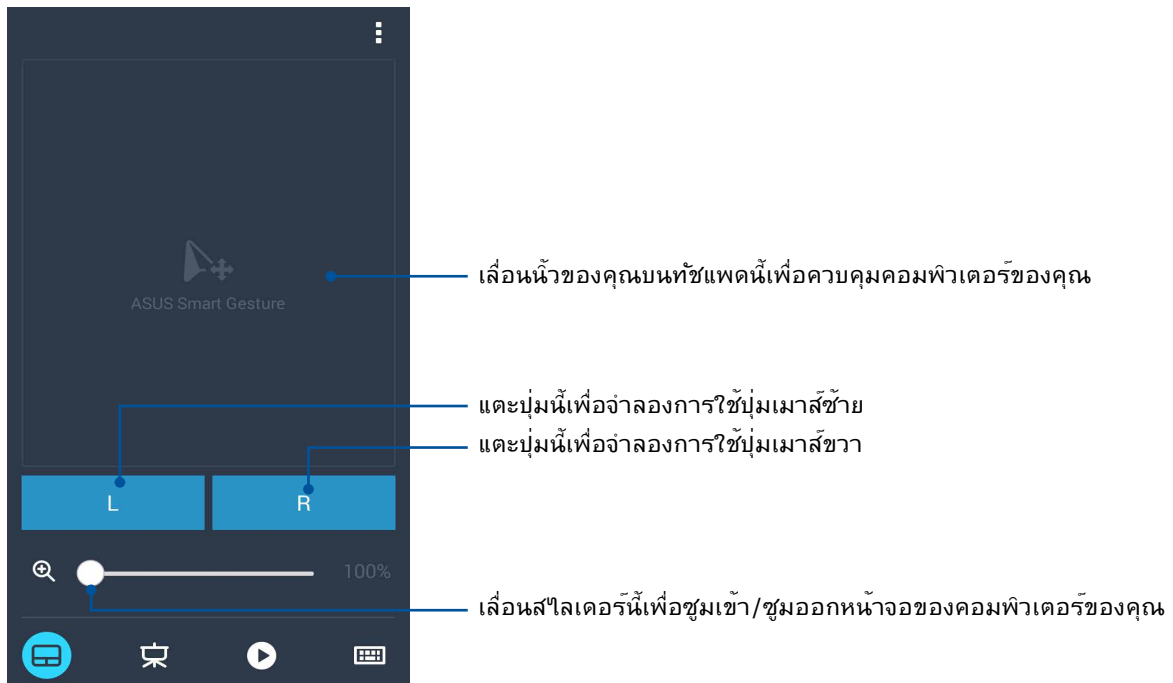 ASUS Smart Gesture
เลื่อนนิ้วของคุณบนทัชแพดนี้เพื่อควบคุมคอมพิวเตอร์ของคุณ
แตะปุ่มนี้เพื่อจำลองการใช้ปุ่มเมาส์ซ้าย
แตะปุ่มนี้เพื่อจำลองการใช้ปุ่มเมาส์ขวา
L R
100%
เลื่อนสไลเดอร์นี้เพื่อซูมเข้า/ซูมออกหน้าจอของคอมพิวเตอร์ของคุณ